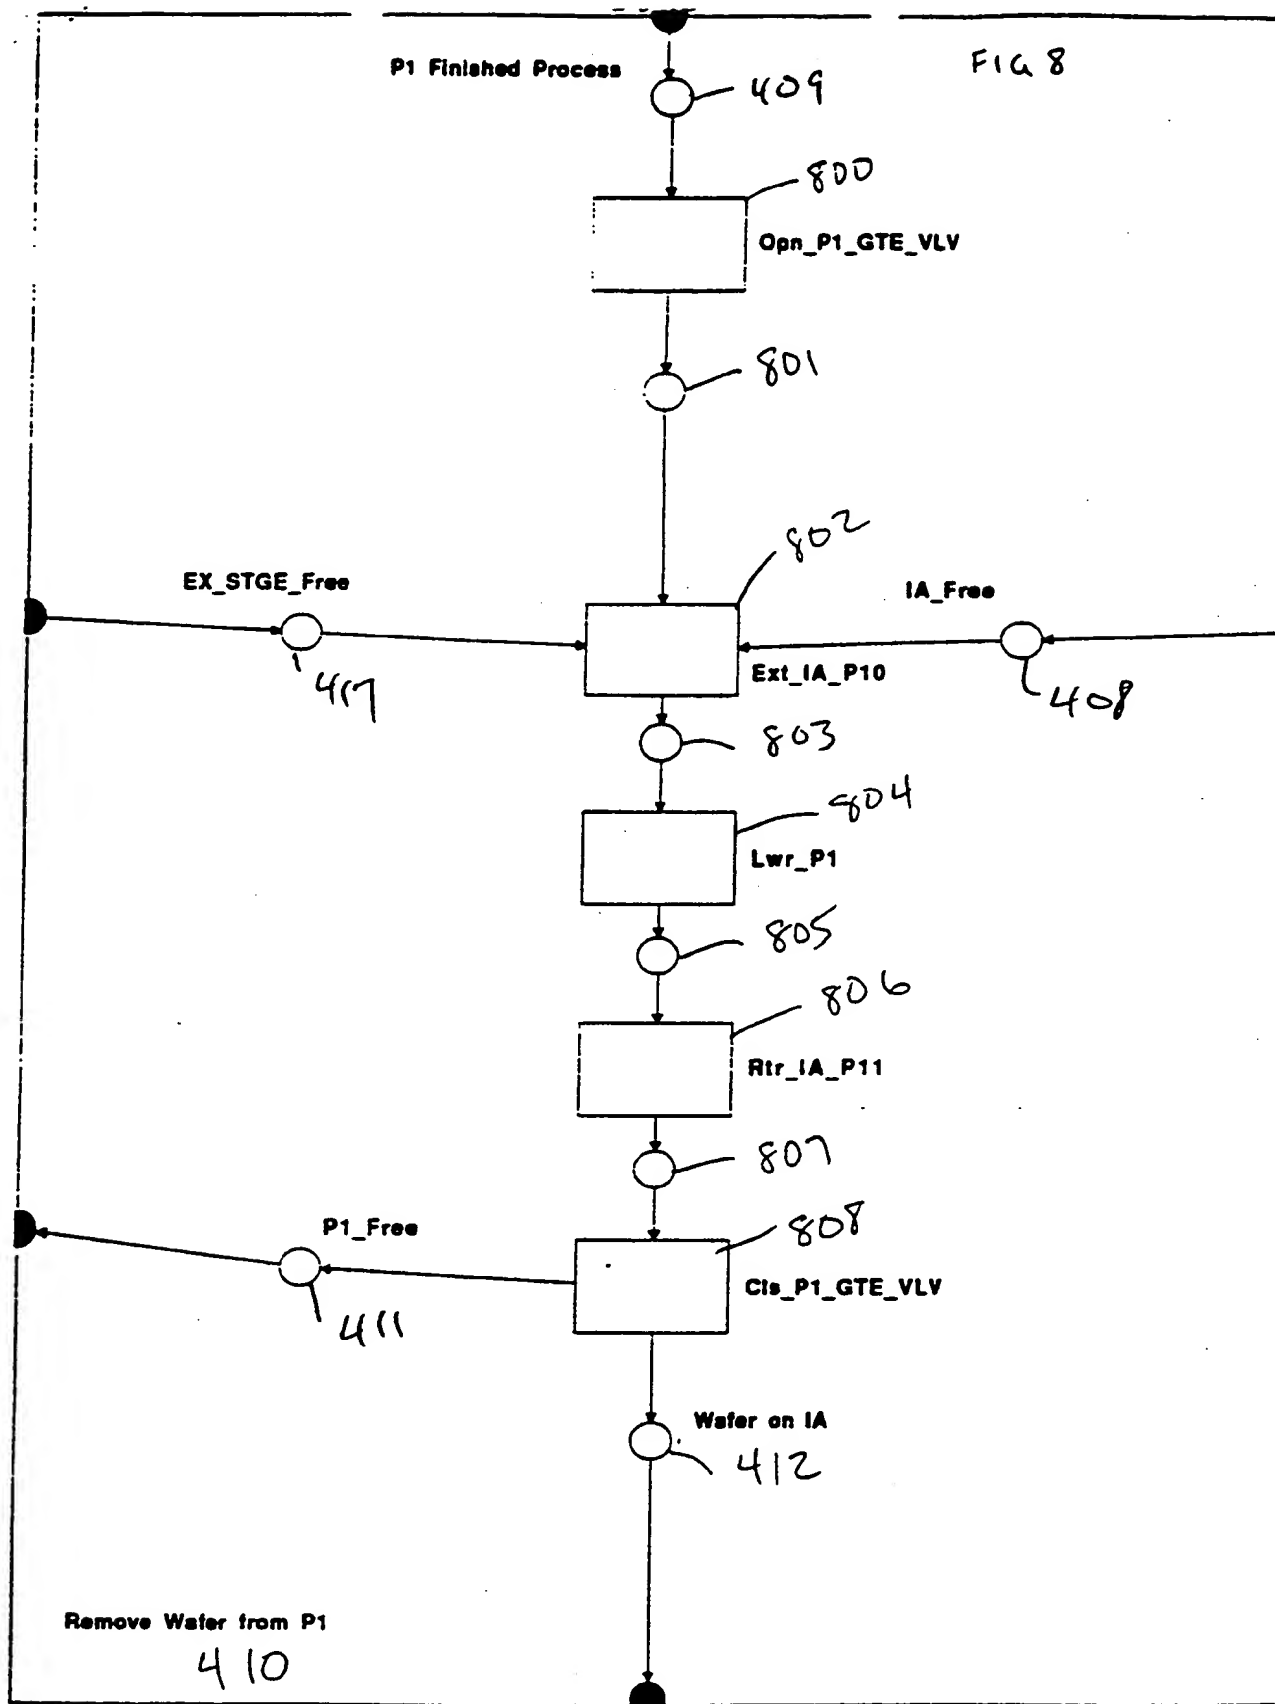 P1 Finished Process
FIG 8
409
800
Opn_P1_GTE_VLV
801
802
EX_STGE_Free
IA_Free
417
Ext_IA_P10
408
803
804
Lwr_P1
805
806
Rtr_IA_P11
807
808
P1_Free
Cls_P1_GTE_VLV
411
Wafer on IA
412
Remove Wafer from P1
410